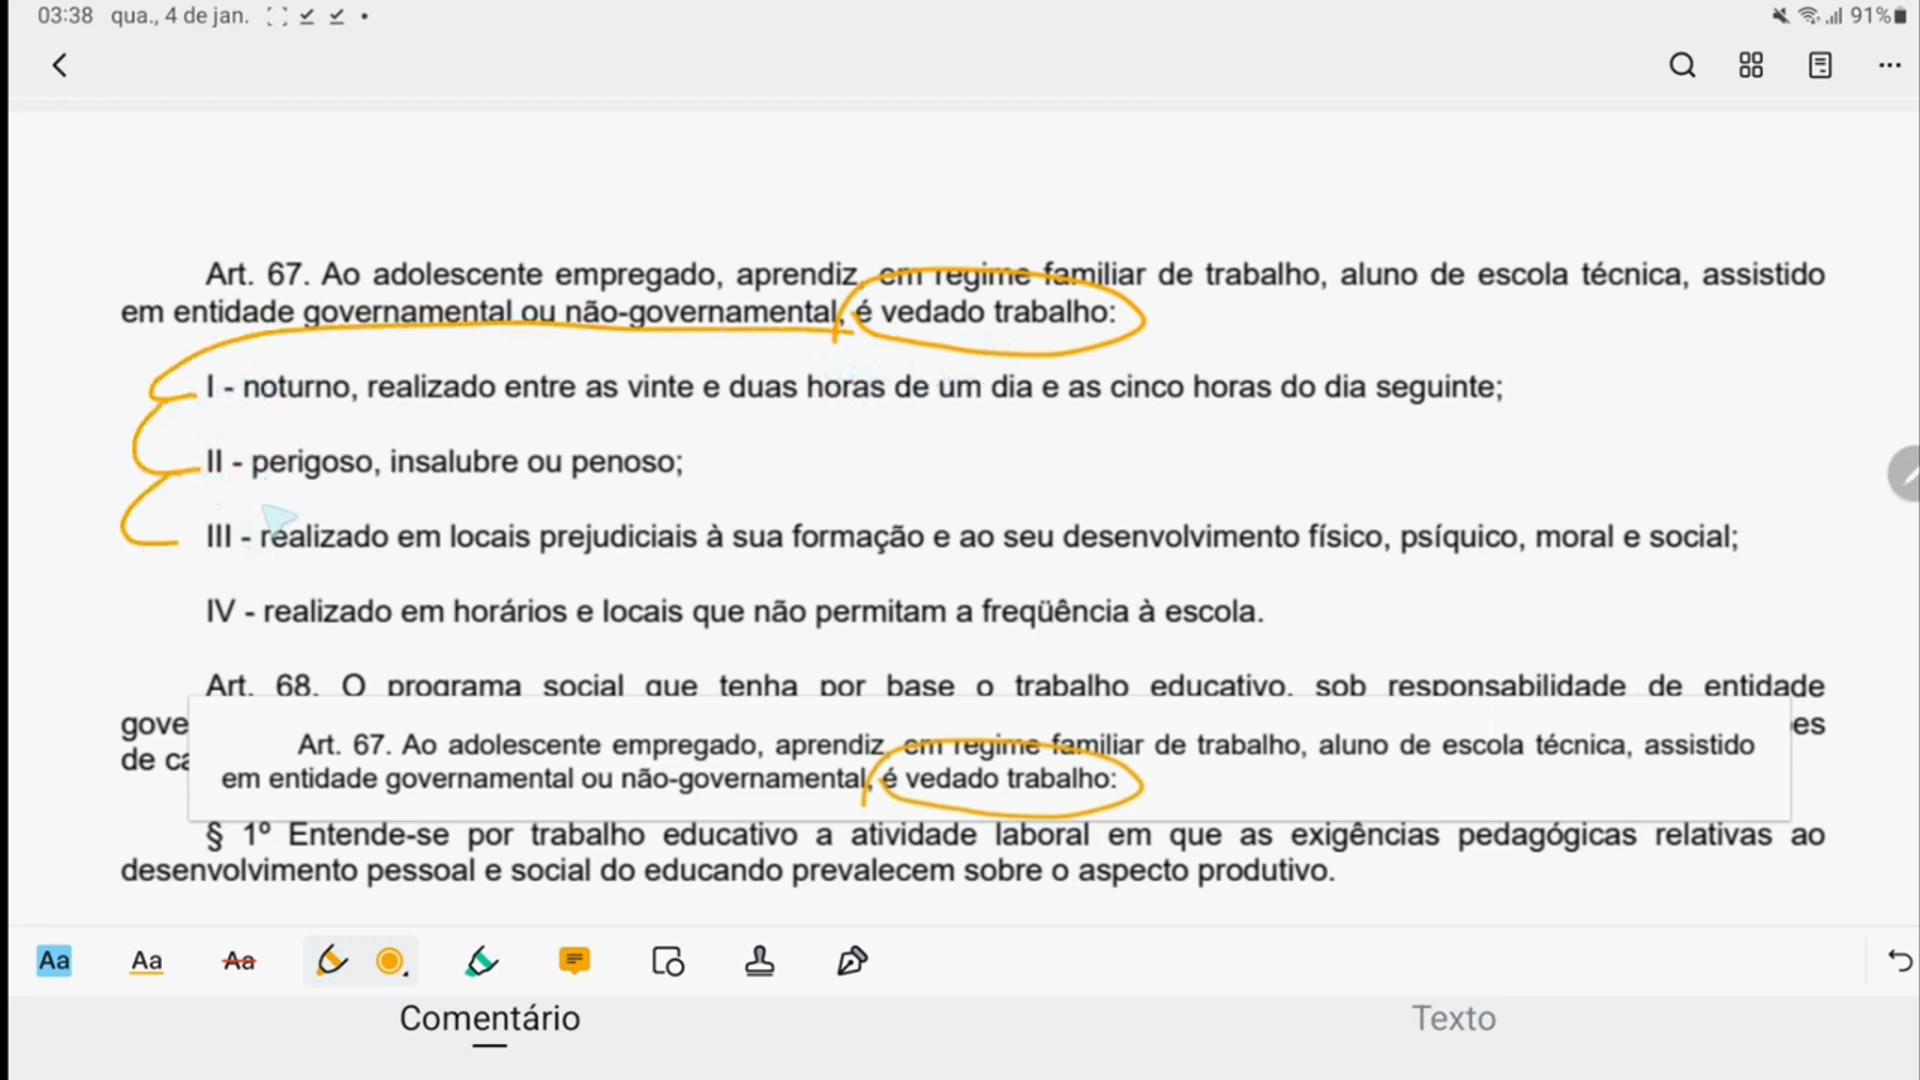 03:38 qua., 4 de jan.
91%
Art. 67. Ao adolescente empregado, aprendiz, em regime familiar de trabalho, aluno de escola técnica, assistido
em entidade governamental ou não-governamental, é vedado trabalho:
I - noturno, realizado entre as vinte e duas horas de um dia e as cinco horas do dia seguinte;
II - perigoso, insalubre ou penoso;
III - realizado em locais prejudiciais à sua formação e ao seu desenvolvimento físico, psíquico, moral e social;
IV - realizado em horários e locais que não permitam a freqüência à escola.
Art. 68. O programa social que tenha por base o trabalho educativo, sob responsabilidade de entidade
Art. 67. Ao adolescente empregado, aprendiz, em regime familiar de trabalho, aluno de escola técnica, assistido
em entidade governamental ou não-governamental, é vedado trabalho:
§ 1º Entende-se por trabalho educativo a atividade laboral em que as exigências pedagógicas relativas ao
desenvolvimento pessoal e social do educando prevalecem sobre o aspecto produtivo.
Aa Aa Aa
Comentário Texto